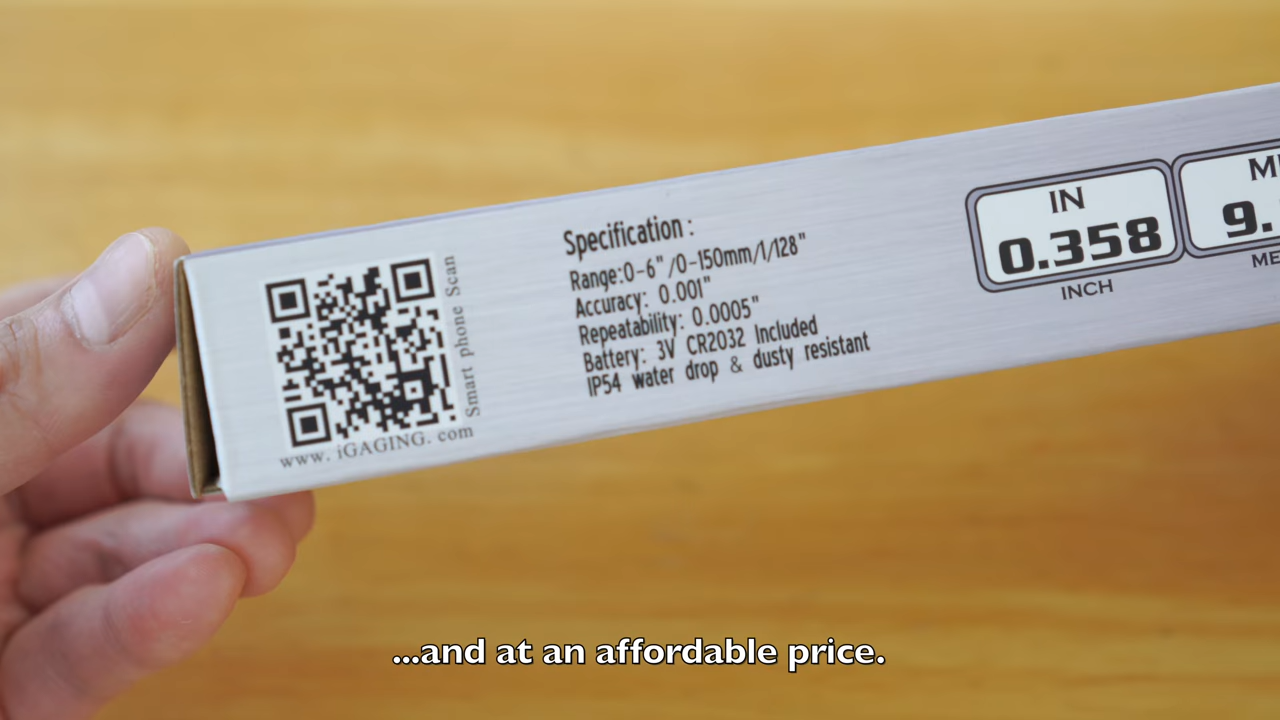 Specification :
Range:0-6" /0-150mm/1/128"
Accuracy: 0.001"
Repeatability: 0.0005"
Battery: 3V CR2032 Included
IP54 water drop & dusty resistant
Smart phone Scan
www. iGAGING. com
IN
0.358
INCH
...and at an affordable price.